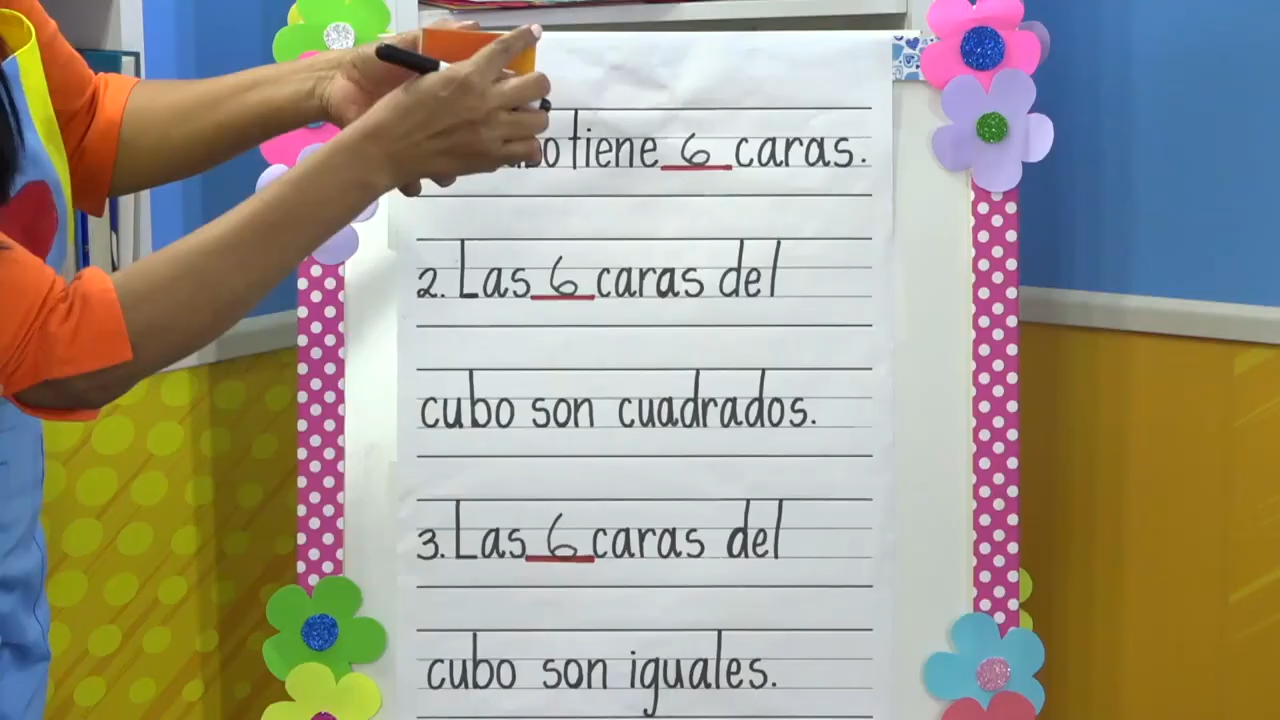 tiene 6 caras.
2. Las 6 caras del
cubo son cuadrados.
3. Las 6 caras del
cubo son iguales.